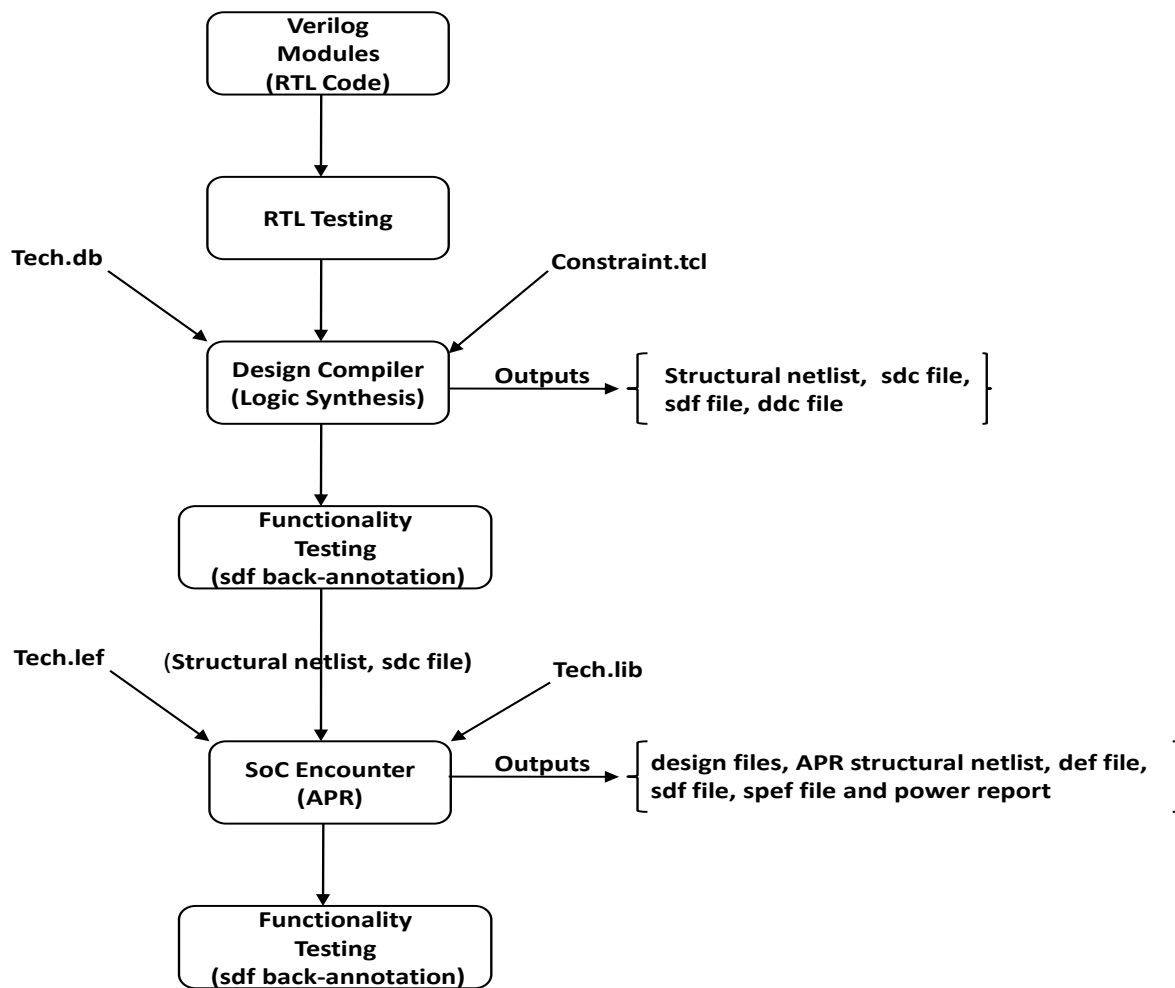 Verilog
Modules
(RTL Code)
RTL Testing
Tech.db
Constraint.tcl
Design Compiler
(Logic Synthesis)
Outputs
Structural netlist, sdc file,
sdf file, ddc file
Functionality
Testing
(sdf back-annotation)
Tech.lef
(Structural netlist, sdc file)
Tech.lib
SoC Encounter
(APR)
Outputs
design files, APR structural netlist, def file,
sdf file, spef file and power report
Functionality
Testing
(sdf back-annotation)